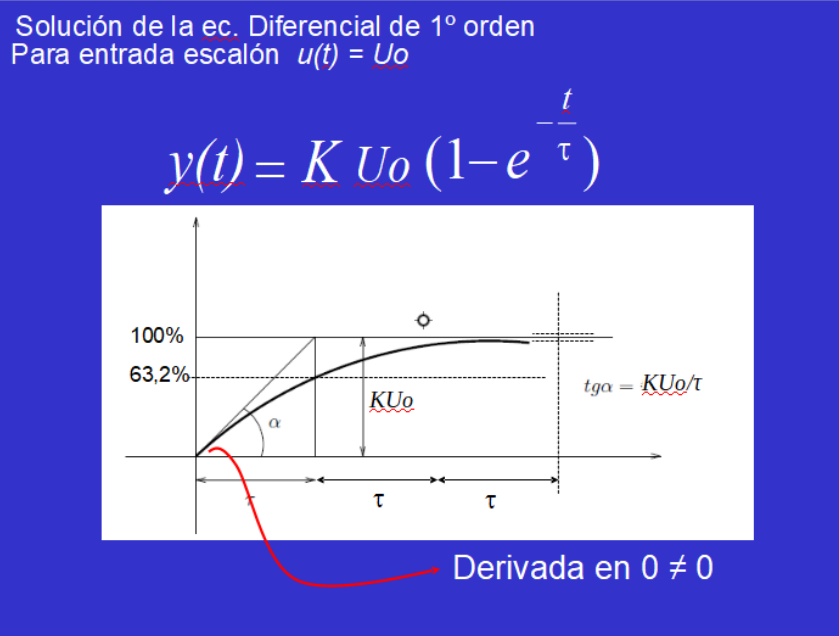 Solución de la ec. Diferencial de 1º orden
Para entrada escalón u(t) = Uo
y(t) = K Uo (1– e^(–t/τ))
100%
63,2%
α
KUo
tgα = KUo/τ
τ
τ
τ
Derivada en 0 ≠ 0